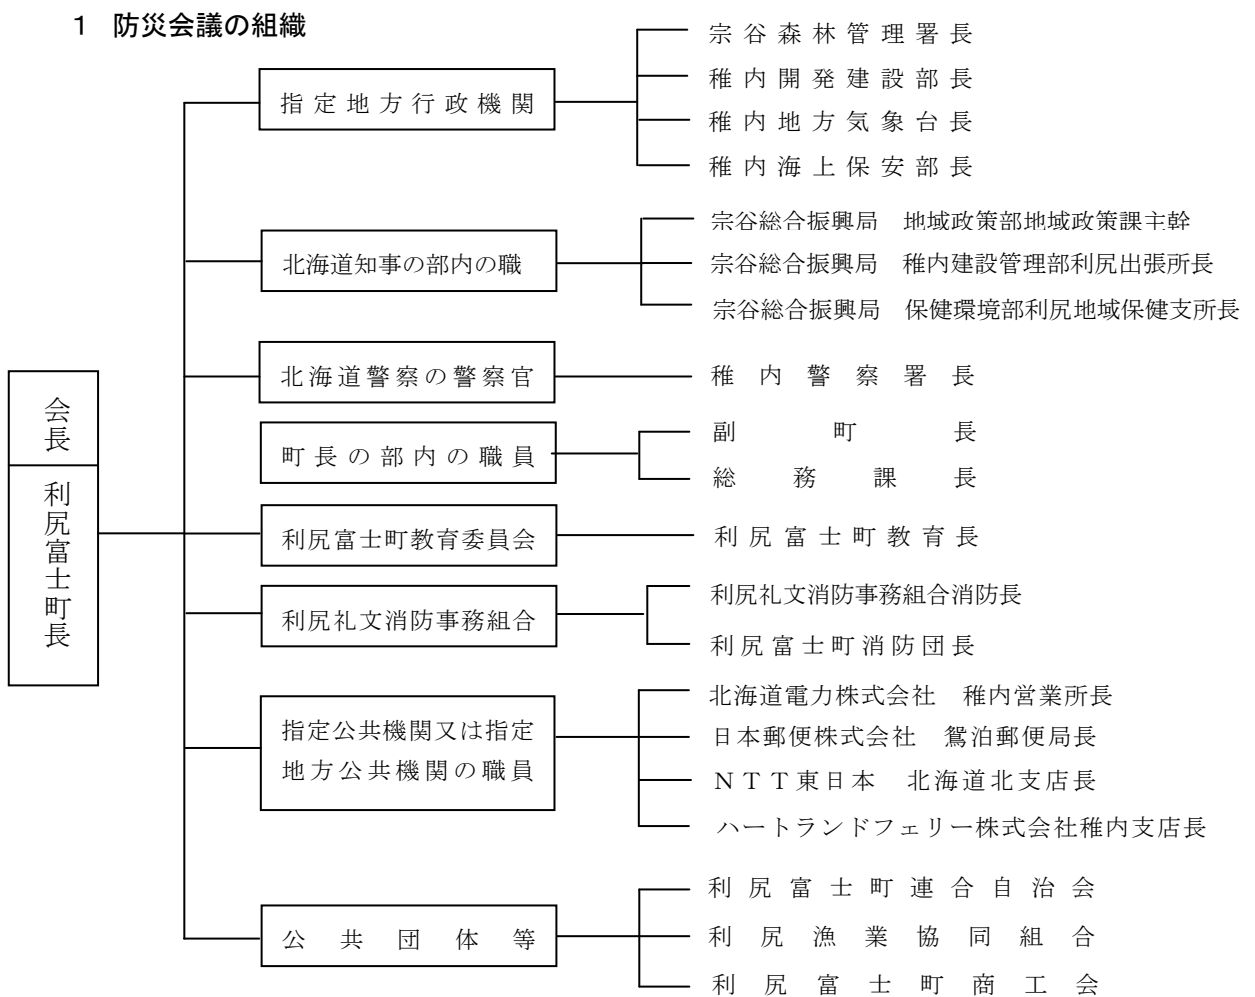 1 防災会議の組織
会長
利尻富士町長
指定地方行政機関
宗谷森林管理署長
稚内開発建設部長
稚内地方気象台長
稚内海上保安部長
北海道知事の部内の職
宗谷総合振興局 地域政策部地域政策課主幹
宗谷総合振興局 稚内建設管理部利尻出張所長
宗谷総合振興局 保健環境部利尻地域保健支所長
北海道警察の警察官
稚内警察署長
町長の部内の職員
副町長
総務課長
利尻富士町教育委員会
利尻富士町教育長
利尻礼文消防事務組合
利尻礼文消防事務組合消防長
利尻富士町消防団長
指定公共機関又は指定
地方公共機関の職員
北海道電力株式会社 稚内営業所長
日本郵便株式会社 鴛泊郵便局長
NTT東日本 北海道北支店長
ハートランドフェリー株式会社稚内支店長
公共団体等
利尻富士町連合自治会
利尻漁業協同組合
利尻富士町商工会